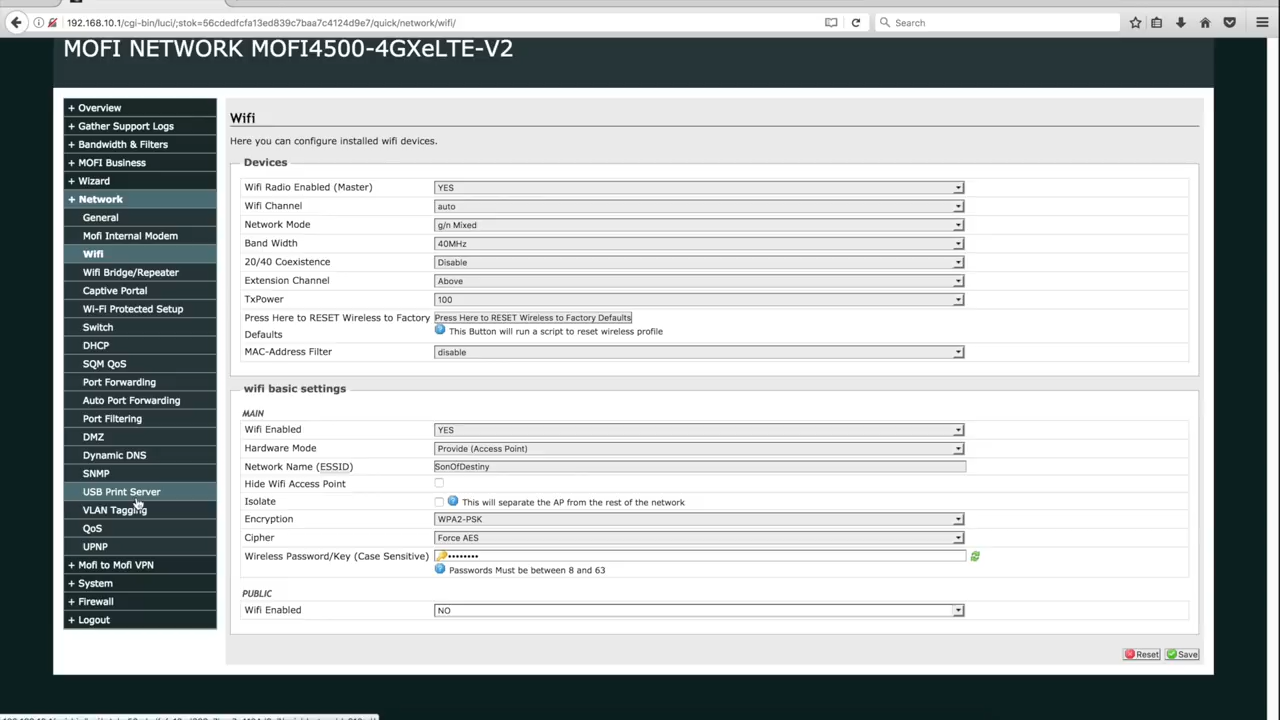 192.168.10.1/cgi-bin/luci/;stok=56cdedfcfa13ed839c7baa7c4124d9e7/quick/network/wifi/
Search
MOFI NETWORK MOFI4500-4GXeLTE-V2
+ Overview
+ Gather Support Logs
+ Bandwidth & Filters
+ MOFI Business
+ Wizard
+ Network
General
Mofi Internal Modem
Wifi
Wifi Bridge/Repeater
Captive Portal
Wi-Fi Protected Setup
Switch
DHCP
SQM QoS
Port Forwarding
Auto Port Forwarding
Port Filtering
DMZ
Dynamic DNS
SNMP
USB Print Server
VLAN Tagging
QoS
UPNP
+ Mofi to Mofi VPN
+ System
+ Firewall
+ Logout
Wifi
Here you can configure installed wifi devices.
Devices
Wifi Radio Enabled (Master) YES
Wifi Channel auto
Network Mode g/n Mixed
Band Width 40MHz
20/40 Coexistence Disable
Extension Channel Above
TxPower 100
Press Here to RESET Wireless to Factory Defaults Press Here to RESET Wireless to Factory Defaults
This Button will run a script to reset wireless profile
MAC-Address Filter disable
wifi basic settings
MAIN
Wifi Enabled YES
Hardware Mode Provide (Access Point)
Network Name (ESSID) SonOfDestiny
Hide Wifi Access Point
Isolate This will separate the AP from the rest of the network
Encryption WPA2-PSK
Cipher Force AES
Wireless Password/Key (Case Sensitive) ••••••••
Passwords Must be between 8 and 63
PUBLIC
Wifi Enabled NO
Reset Save